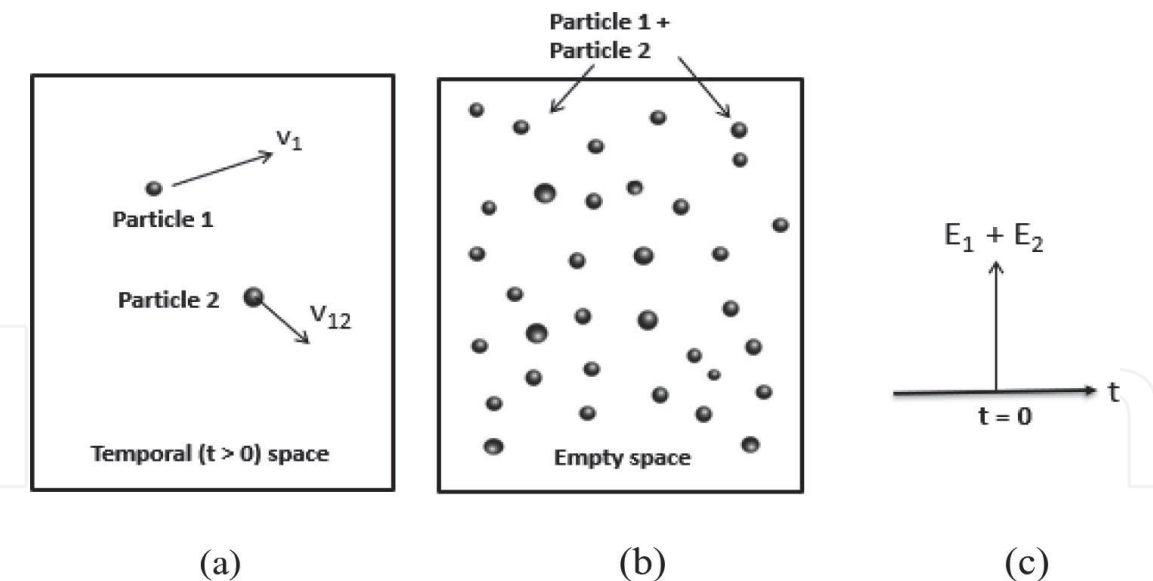 Particle 1 +
Particle 2
v₁
Particle 1
Particle 2
v₁₂
Temporal (t > 0) space
Empty space
E₁ + E₂
t
t = 0
(a)
(b)
(c)